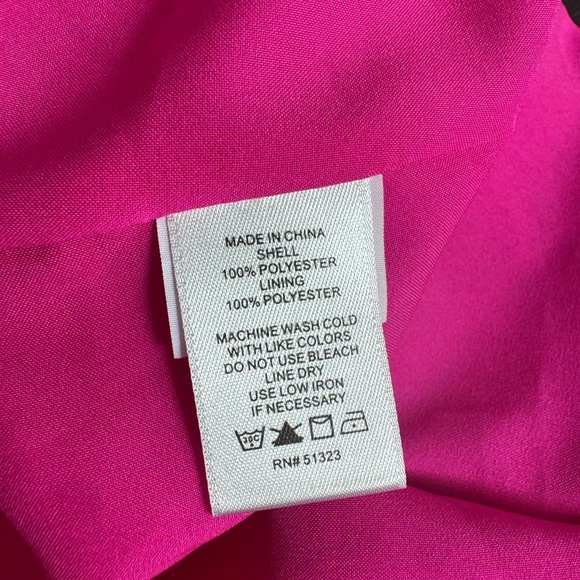 MADE IN CHINA
SHELL
100% POLYESTER
LINING
100% POLYESTER
MACHINE WASH COLD
WITH LIKE COLORS
DO NOT USE BLEACH
LINE DRY
USE LOW IRON
IF NECESSARY
30C
RN# 51323